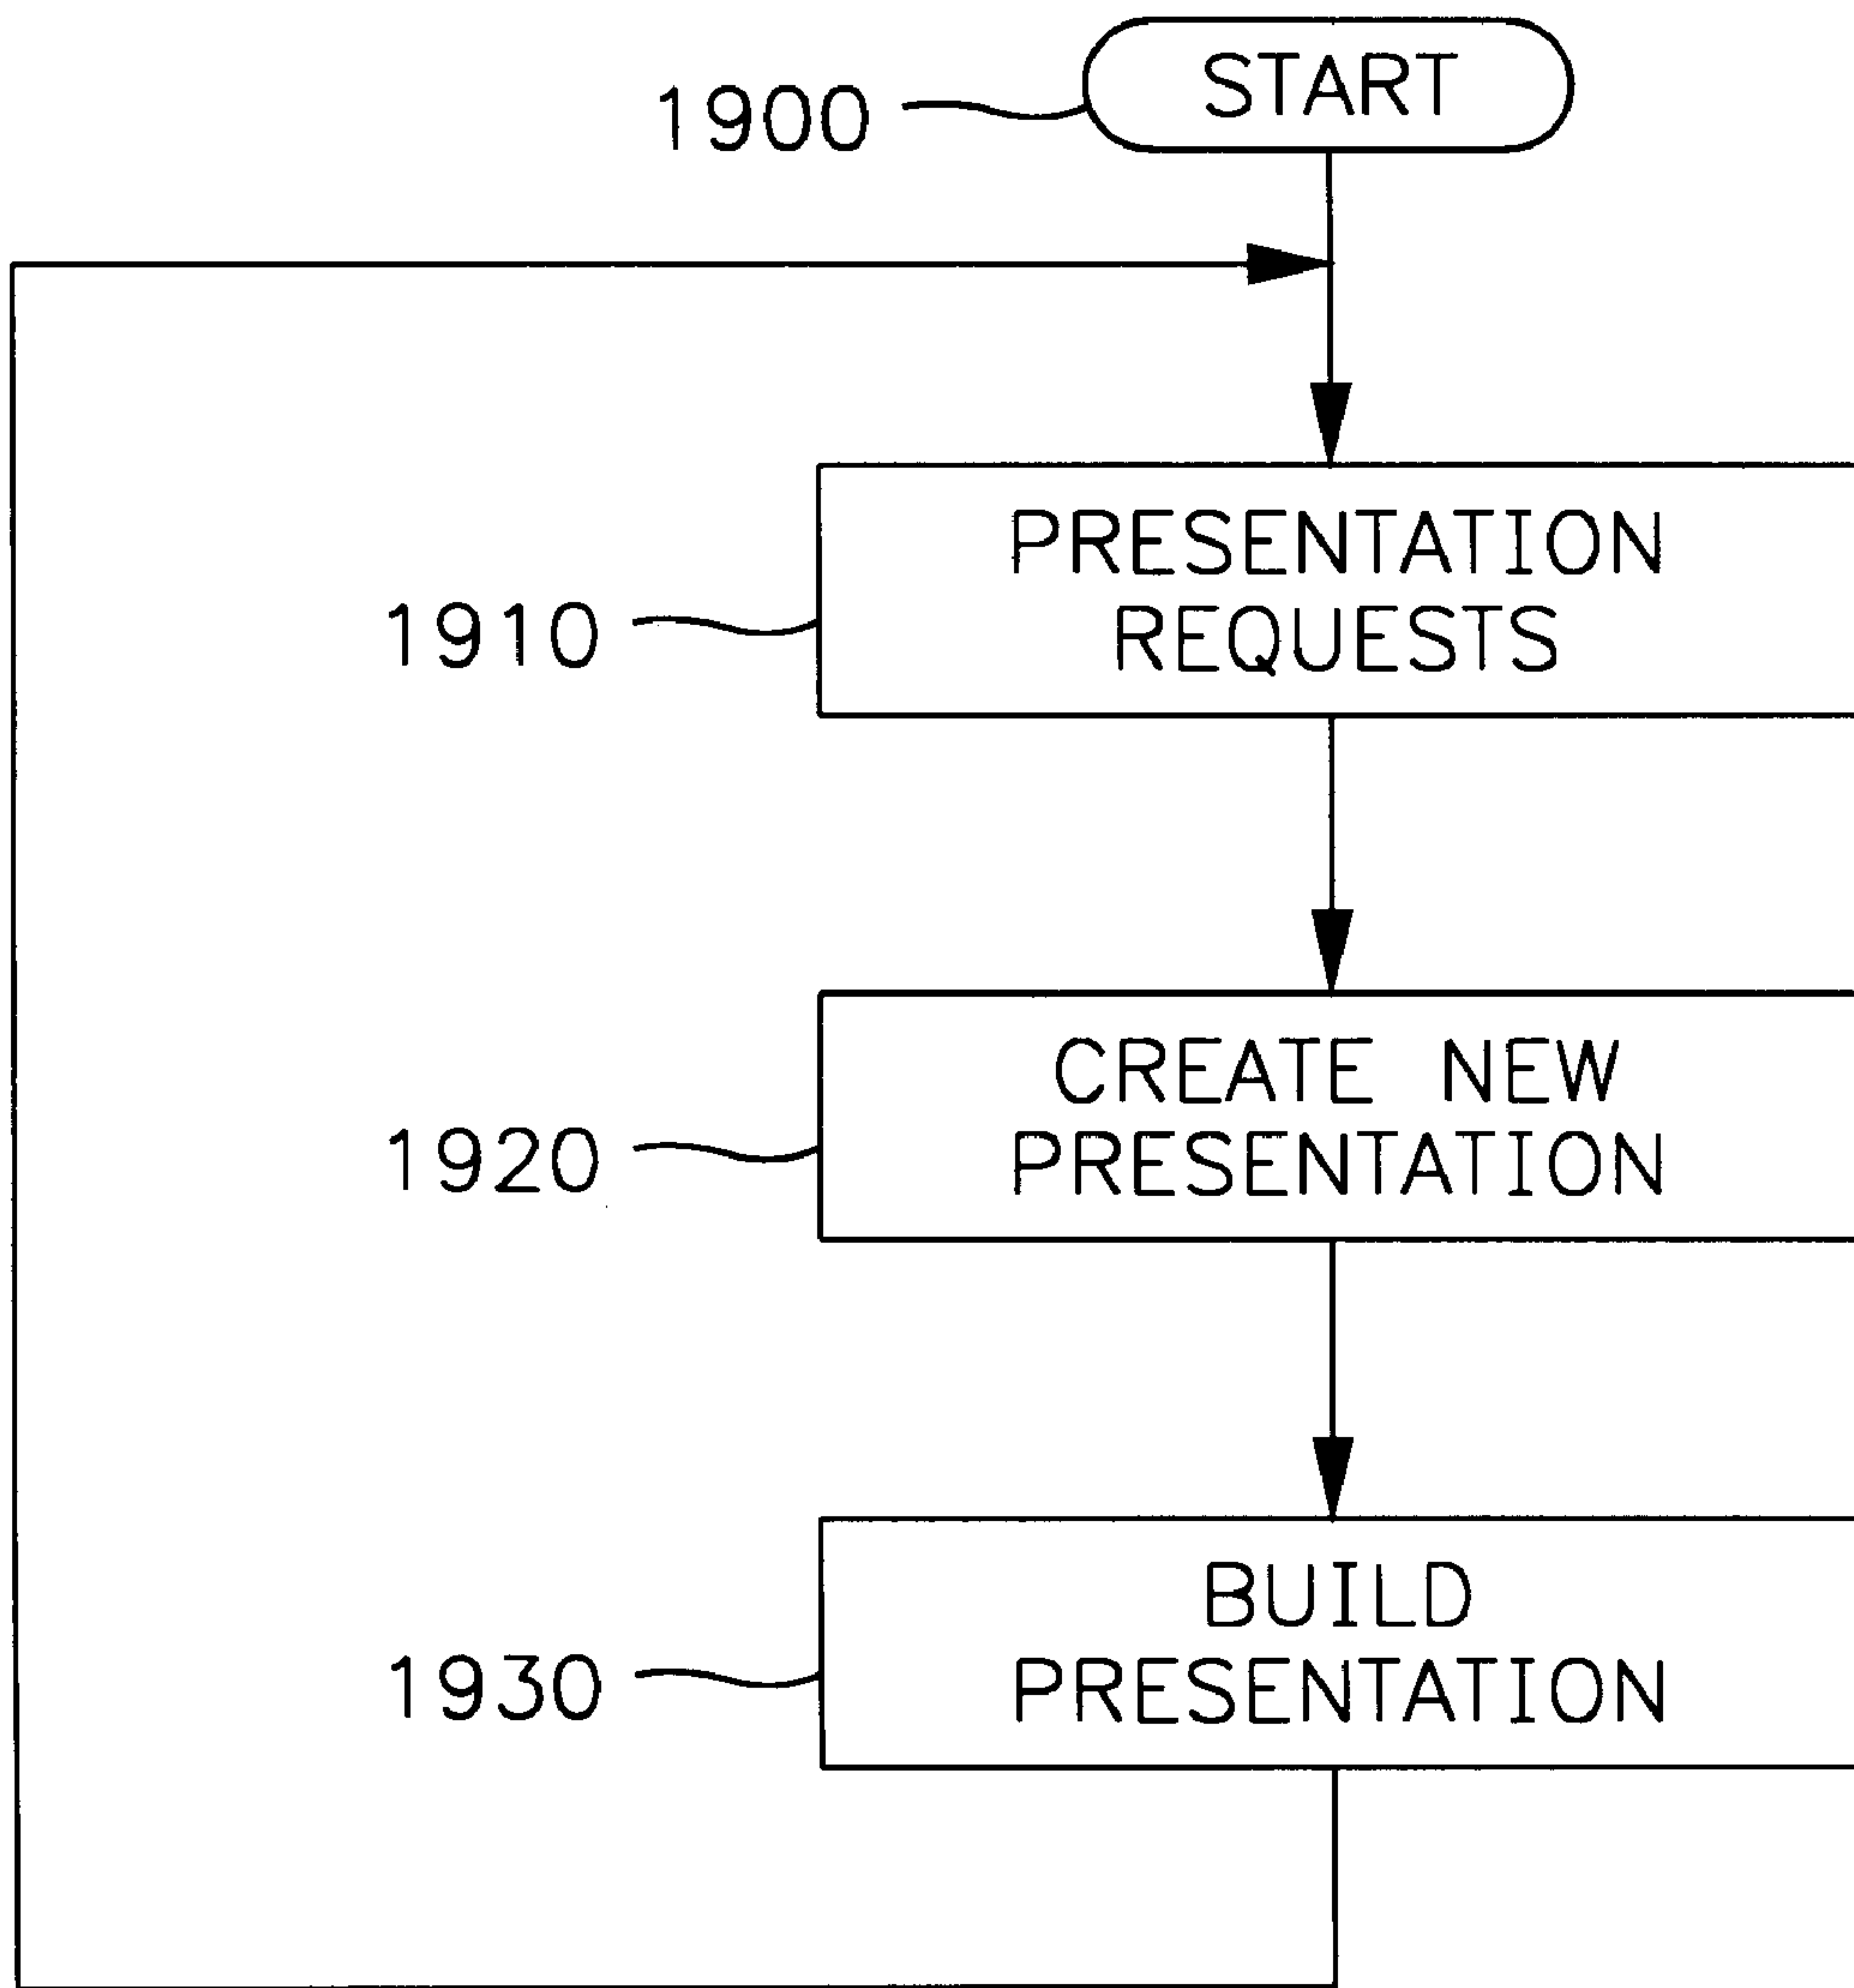 START
1900
PRESENTATION
1910
REQUESTS
CREATE NEW
1920
PRESENTATION
BUILD
1930
PRESENTATION